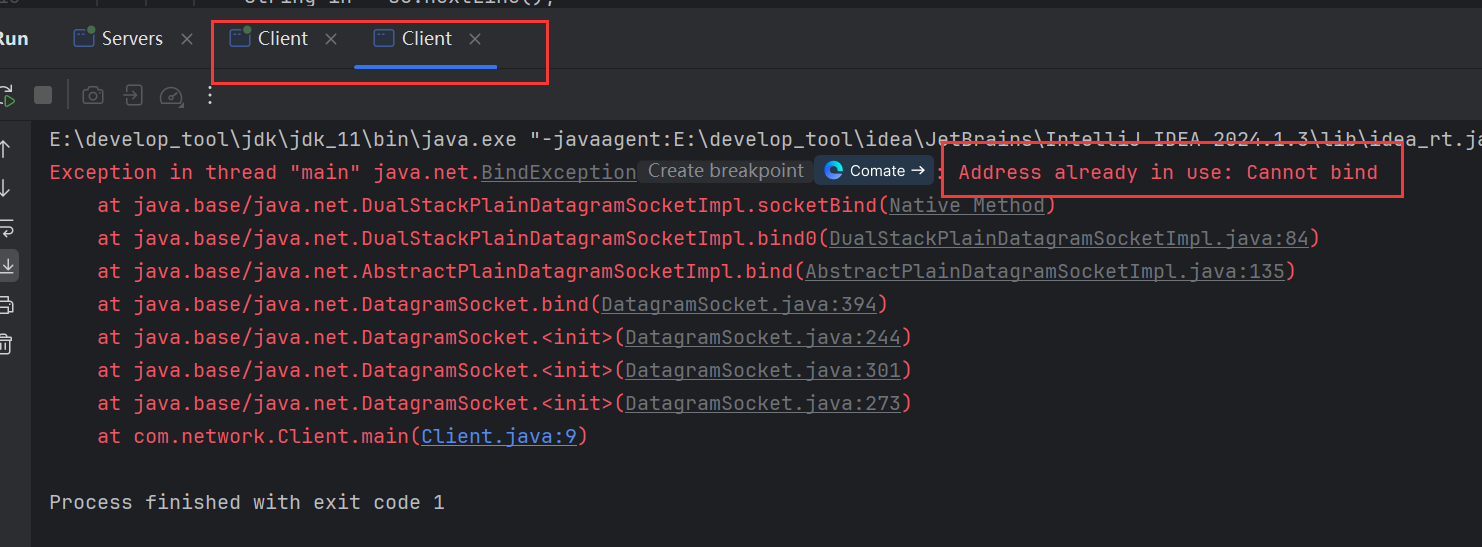 String in = sc.nextLine();
Run
Servers
Client
Client
E:\develop_tool\jdk\jdk_11\bin\java.exe "-javaagent:E:\develop_tool\idea\JetBrains\IntelliJ IDEA 2024.1.3\lib\idea_rt.ja
Exception in thread "main" java.net.BindException Create breakpoint Comate → : Address already in use: Cannot bind
at java.base/java.net.DualStackPlainDatagramSocketImpl.socketBind(Native Method)
at java.base/java.net.DualStackPlainDatagramSocketImpl.bind0(DualStackPlainDatagramSocketImpl.java:84)
at java.base/java.net.AbstractPlainDatagramSocketImpl.bind(AbstractPlainDatagramSocketImpl.java:135)
at java.base/java.net.DatagramSocket.bind(DatagramSocket.java:394)
at java.base/java.net.DatagramSocket.<init>(DatagramSocket.java:244)
at java.base/java.net.DatagramSocket.<init>(DatagramSocket.java:301)
at java.base/java.net.DatagramSocket.<init>(DatagramSocket.java:273)
at com.network.Client.main(Client.java:9)
Process finished with exit code 1